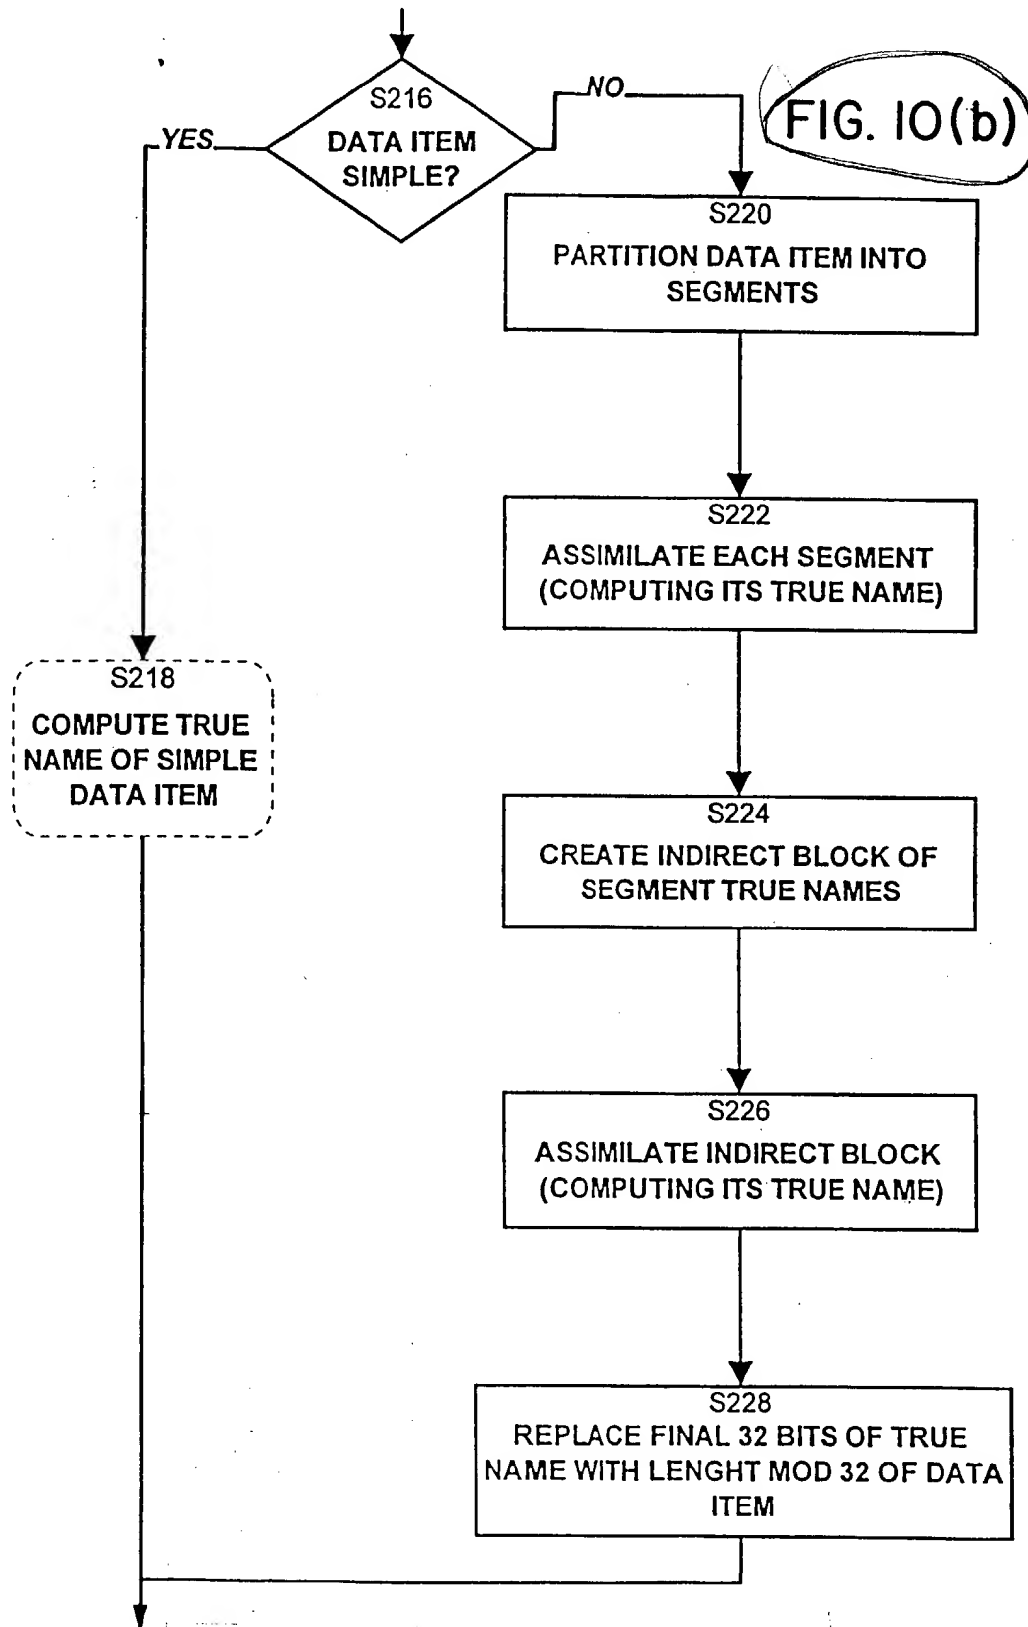 FIG. 10(b)
S216
DATA ITEM
SIMPLE?
YES
NO
S220
PARTITION DATA ITEM INTO
SEGMENTS
S222
ASSIMILATE EACH SEGMENT
(COMPUTING ITS TRUE NAME)
S218
COMPUTE TRUE
NAME OF SIMPLE
DATA ITEM
S224
CREATE INDIRECT BLOCK OF
SEGMENT TRUE NAMES
S226
ASSIMILATE INDIRECT BLOCK
(COMPUTING ITS TRUE NAME)
S228
REPLACE FINAL 32 BITS OF TRUE
NAME WITH LENGHT MOD 32 OF DATA
ITEM